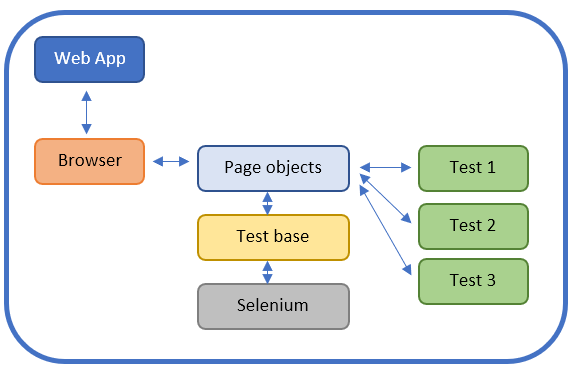 Web App
Browser
Page objects
Test 1
Test base
Test 2
Selenium
Test 3